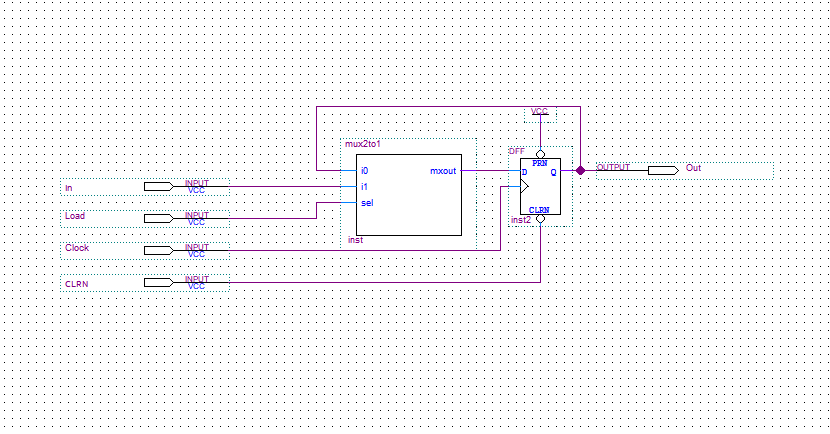 VCC
mux2to1
DFF
PRN
i0
mxout
D
Q
OUTPUT
Out
In
INPUT
VCC
i1
sel
Load
INPUT
VCC
CLRN
inst2
inst
Clock
INPUT
VCC
CLRN
INPUT
VCC